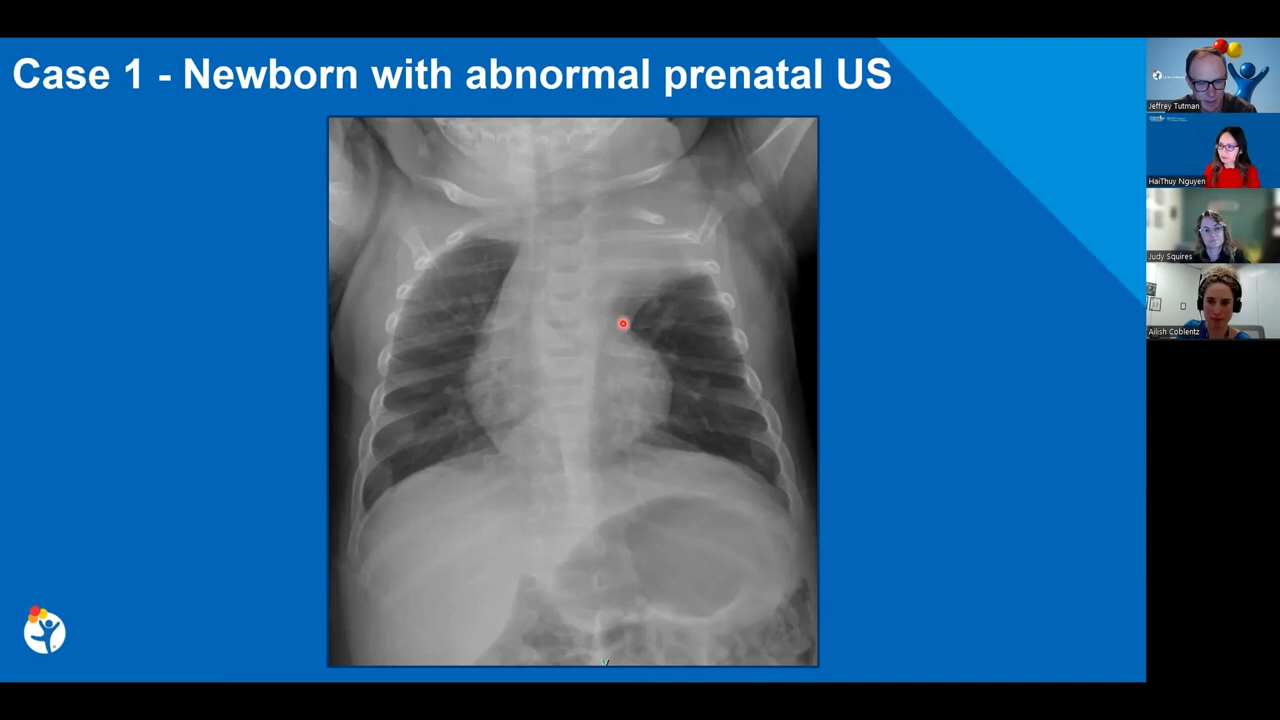 Case 1 - Newborn with abnormal prenatal US
Jeffrey Tutman
HaiThuy Nguyen
Judy Squires
Ailish Coblentz